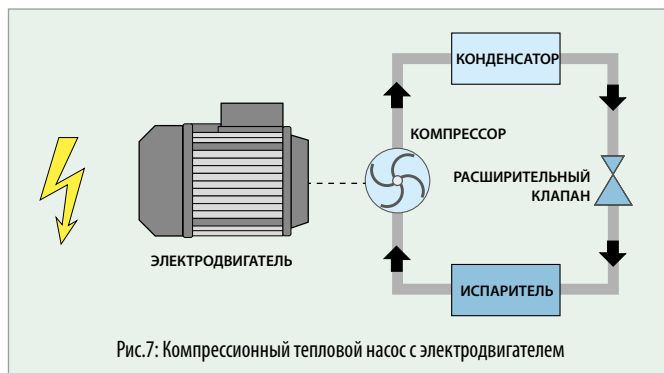 КОНДЕНСАТОР
КОМПРЕССОР
РАСШИРИТЕЛЬНЫЙ
КЛАПАН
ЭЛЕКТРОДВИГАТЕЛЬ
ИСПАРИТЕЛЬ
Рис.7: Компрессионный тепловой насос с электродвигателем